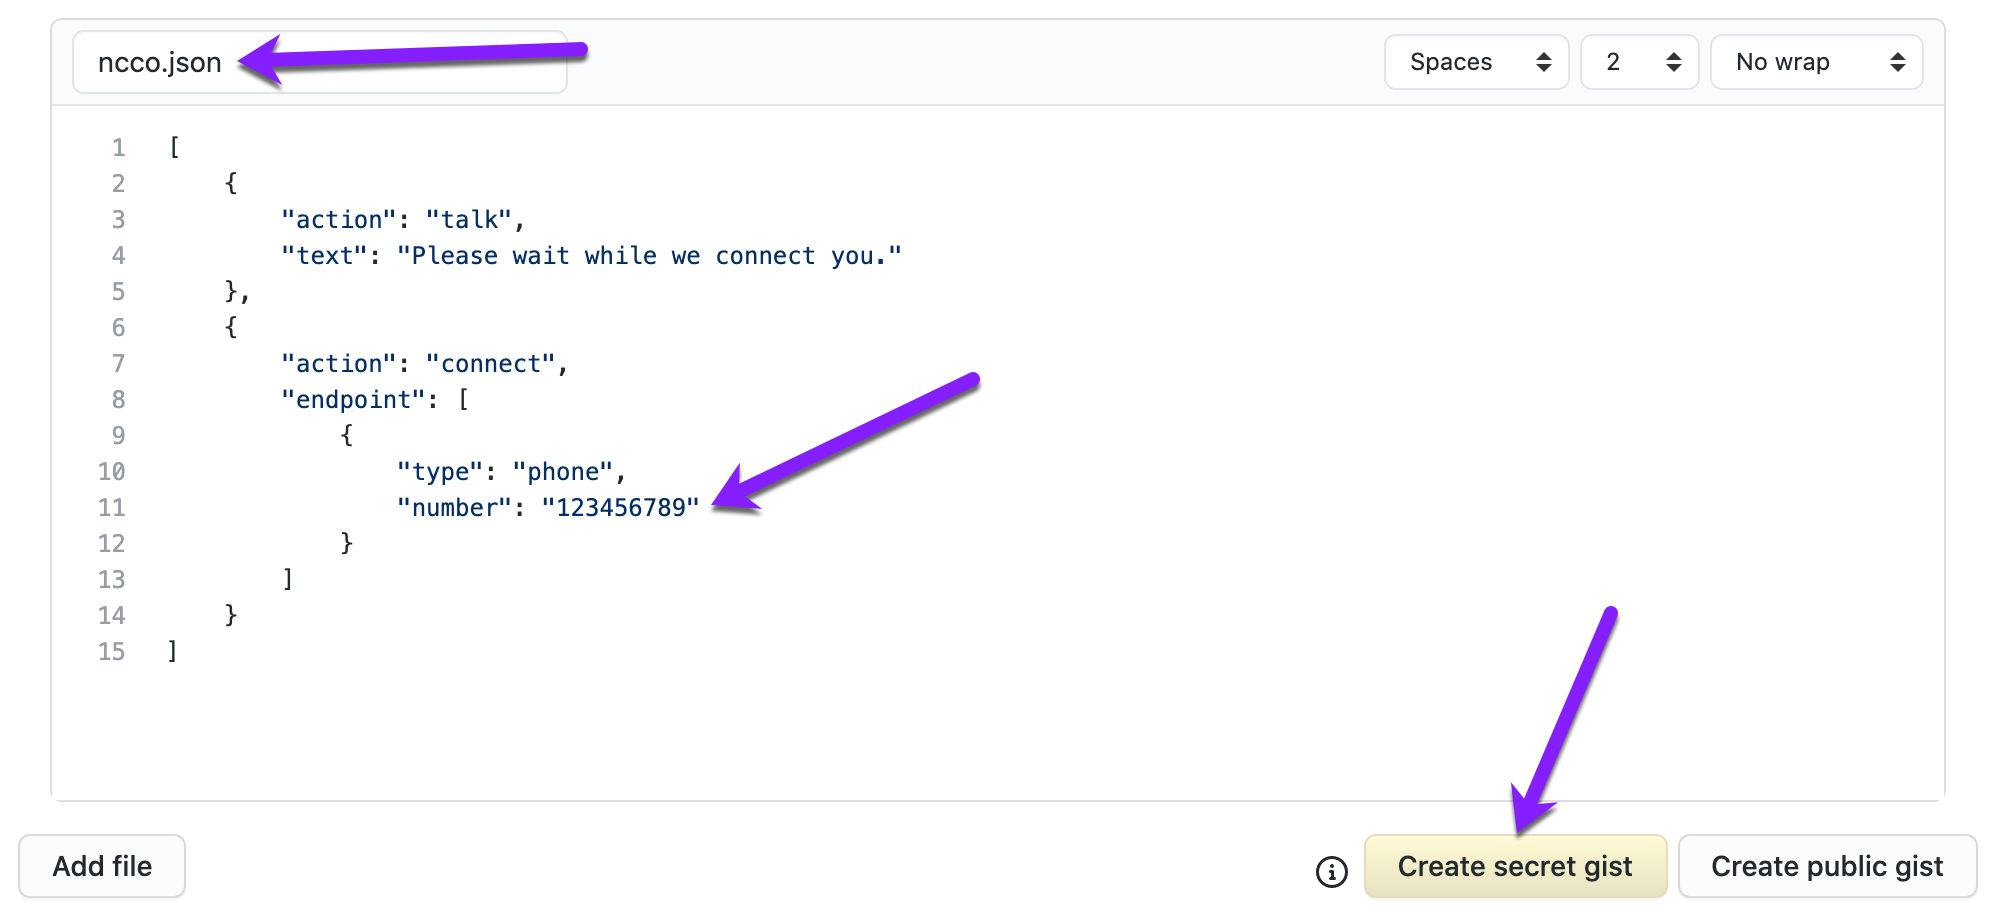 ncco.json Spaces 2 No wrap
1 [
2     {
3         "action": "talk",
4         "text": "Please wait while we connect you."
5     },
6     {
7         "action": "connect",
8         "endpoint": [
9             {
10                 "type": "phone",
11                 "number": "123456789"
12             }
13         ]
14     }
15 ]
Add file Create secret gist Create public gist